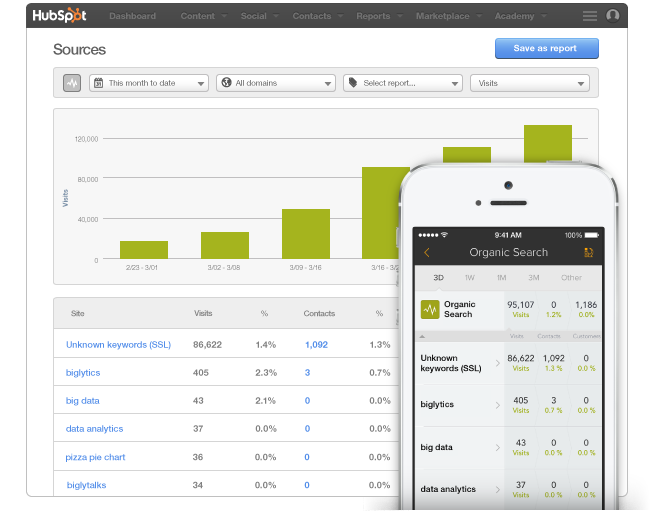 HubSpot Dashboard Content Social Contacts Reports Marketplace Academy
Sources
Save as report
This month to date All domains Select report... Visits
120,000
80,000
Visits
40,000
0
2/23 - 3/01 3/02 - 3/08 3/09 - 3/16 3/16 - 3/2
Site Visits % Contacts %
Unknown keywords (SSL) 86,622 1.4% 1,092 1.3%
biglytics 405 2.3% 3 0.7%
big data 43 2.1% 0 0.0%
data analytics 37 0.0% 0 0.0%
pizza pie chart 36 0.0% 0 0.0%
biglytalks 34 0.0% 0 0.0%
9:41 AM 100%
Organic Search
3D 1W 1M 3M Other
Organic Search 95,107 0 1,186
Visits 1.2% 0.0%
Visits Contacts Customers
Unknown keywords (SSL) 86,622 1,092 0
Visits 1.3 % 0.0 %
biglytics 405 3 0
Visits 0.7 % 0.0 %
big data 43 0 0
Visits 0.0 % 0.0 %
data analytics 37 0 0
Visits 0.0 % 0.0 %